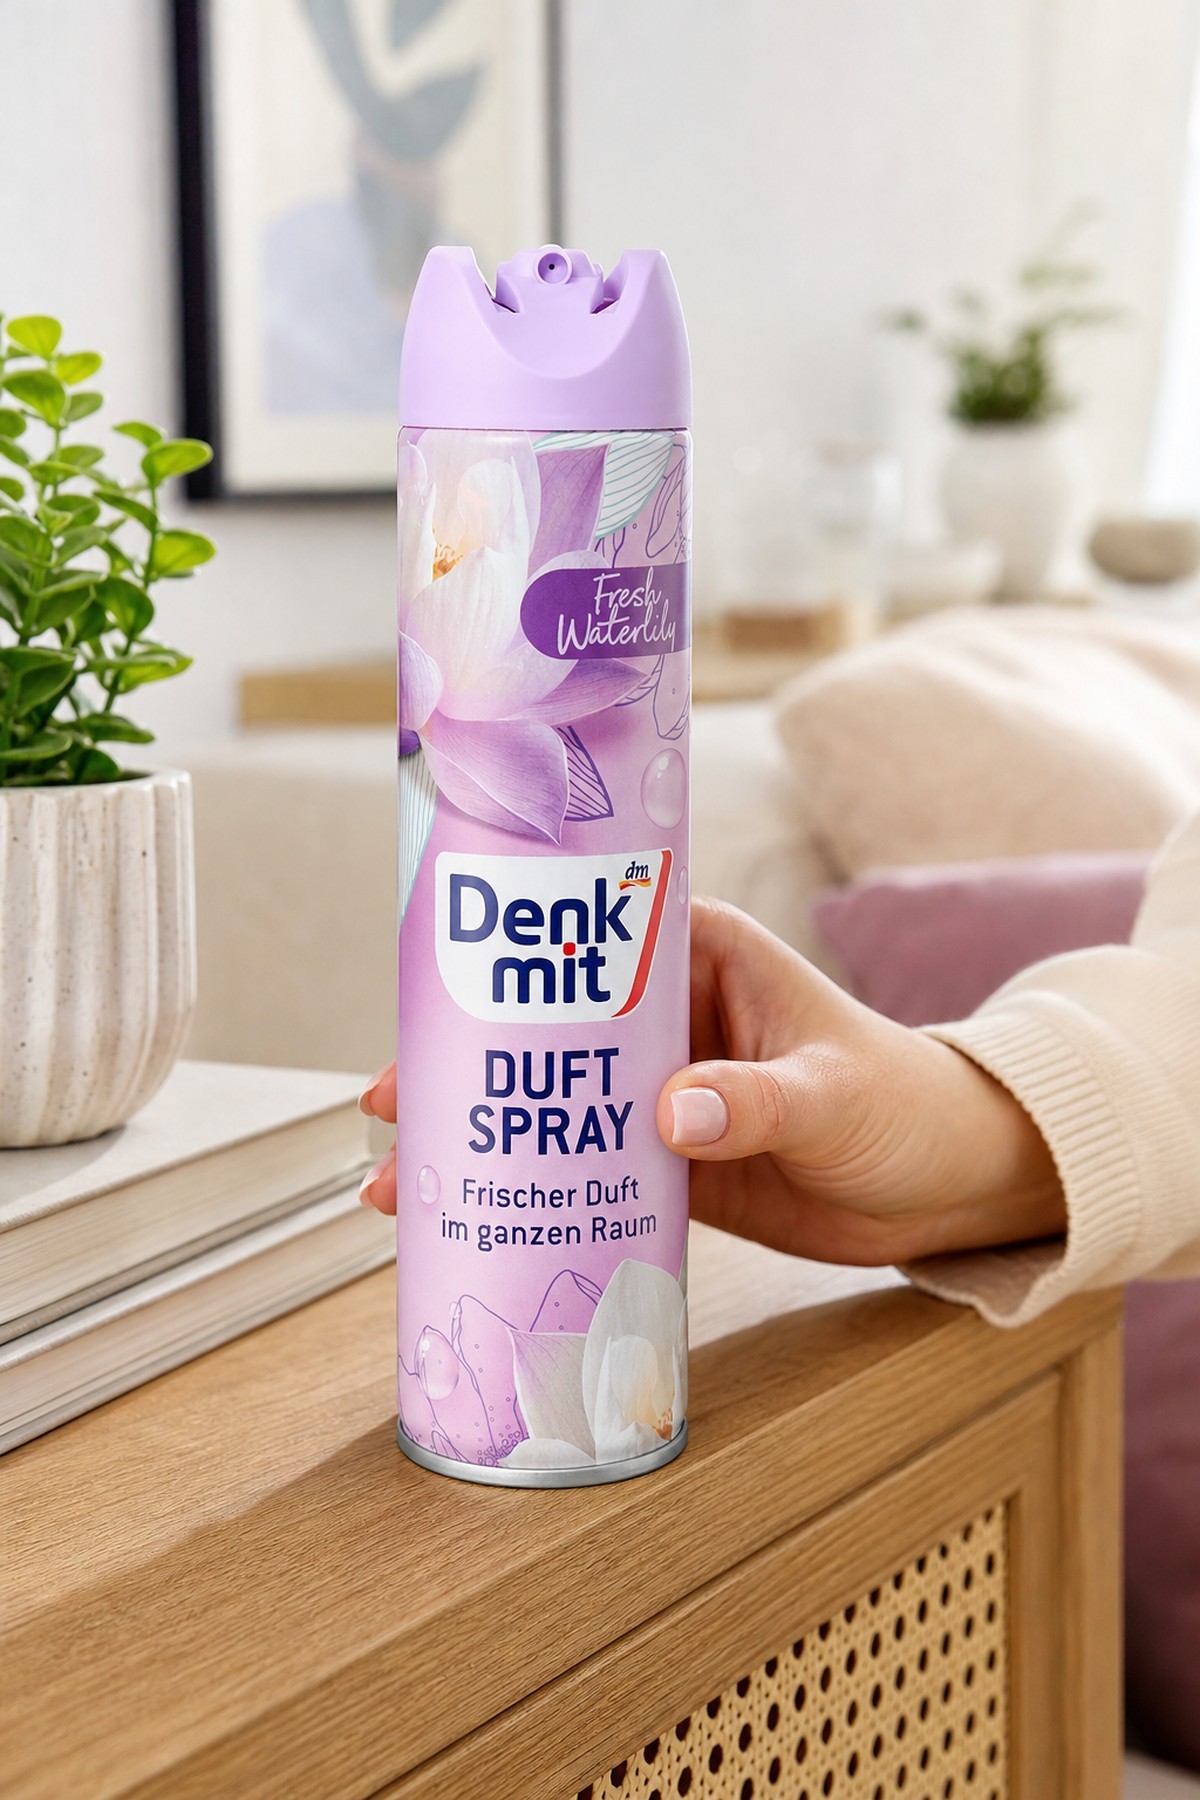 Fresh
Waterlily
dm
Denk
mit
DUFT
SPRAY
Frischer Duft
im ganzen Raum